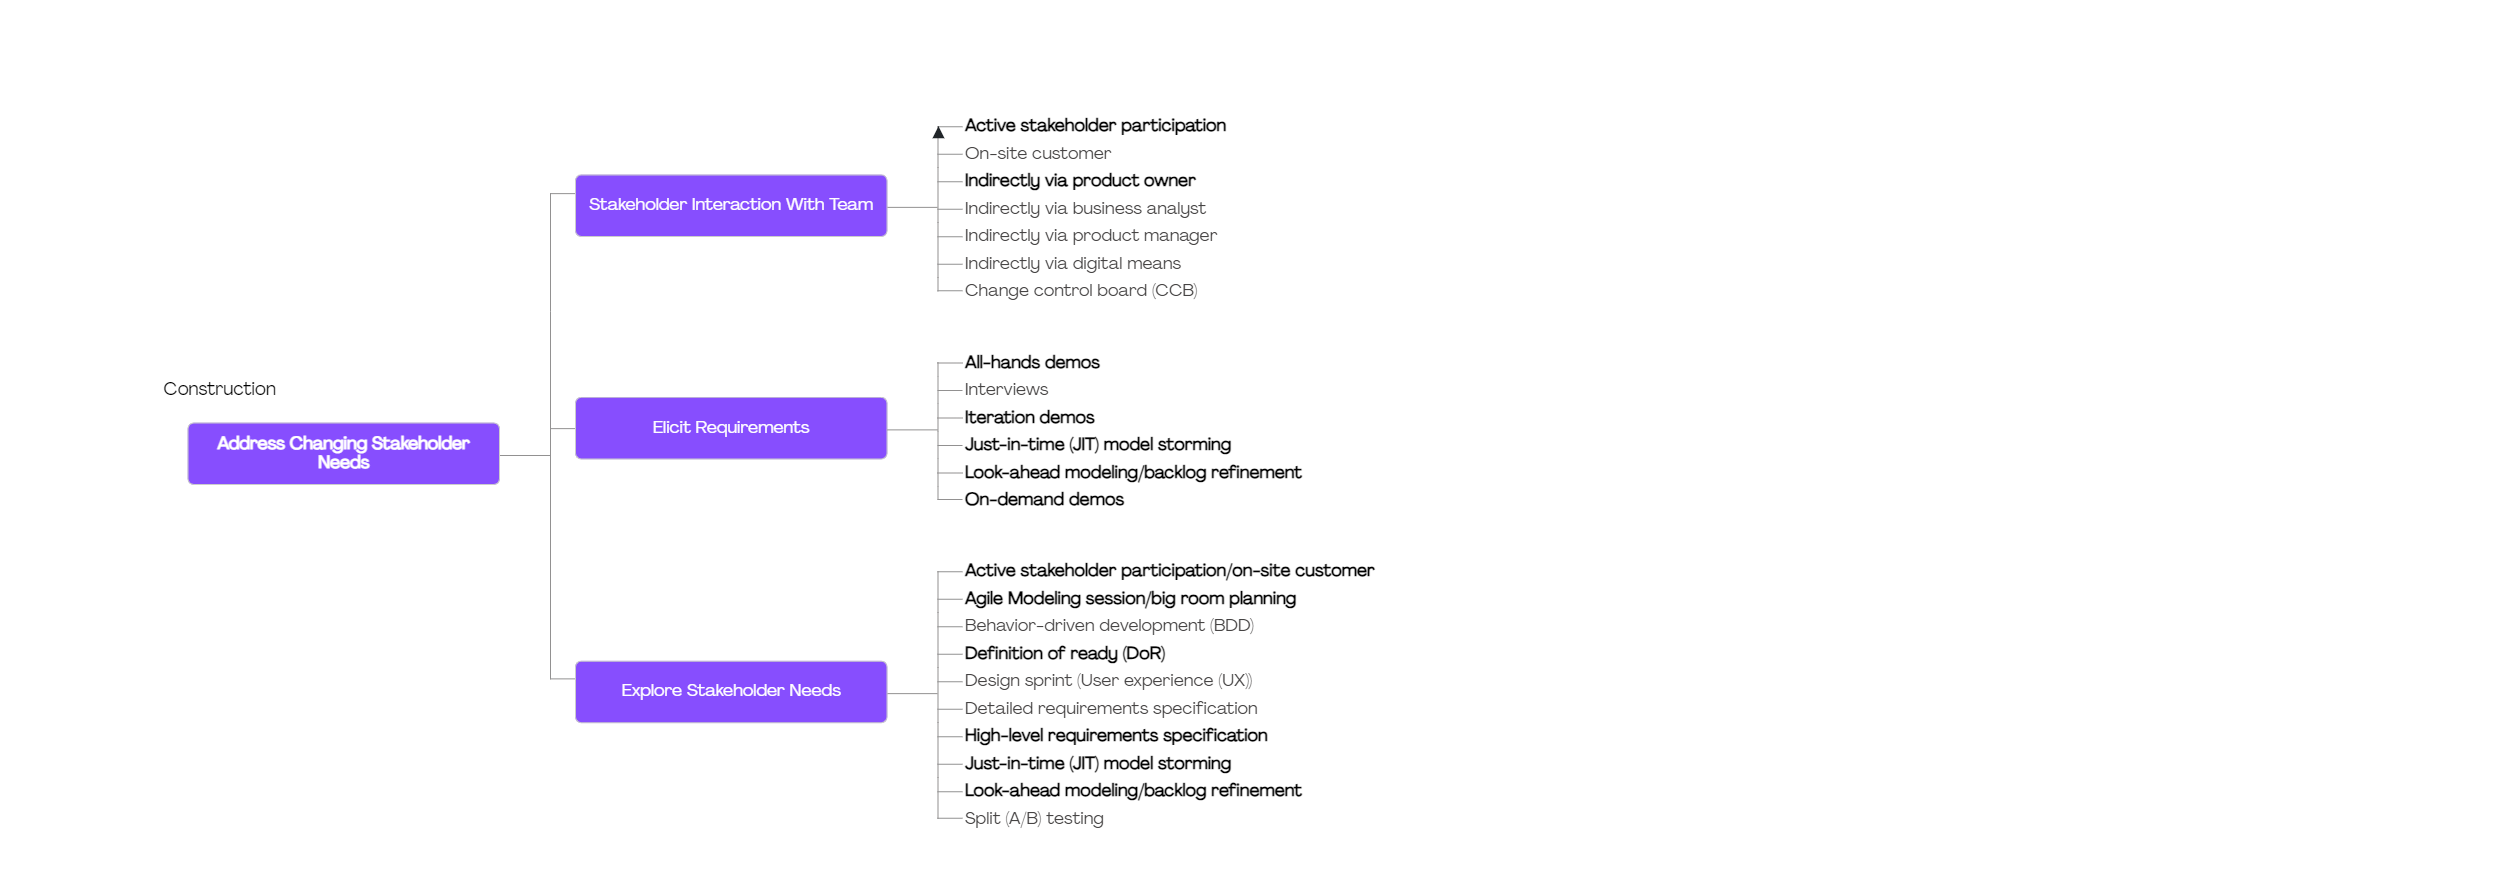 Construction
Address Changing Stakeholder
Needs
Stakeholder Interaction With Team
Active stakeholder participation
On-site customer
Indirectly via product owner
Indirectly via business analyst
Indirectly via product manager
Indirectly via digital means
Change control board (CCB)
Elicit Requirements
All-hands demos
Interviews
Iteration demos
Just-in-time (JIT) model storming
Look-ahead modeling/backlog refinement
On-demand demos
Explore Stakeholder Needs
Active stakeholder participation/on-site customer
Agile Modeling session/big room planning
Behavior-driven development (BDD)
Definition of ready (DoR)
Design sprint (User experience (UX))
Detailed requirements specification
High-level requirements specification
Just-in-time (JIT) model storming
Look-ahead modeling/backlog refinement
Split (A/B) testing